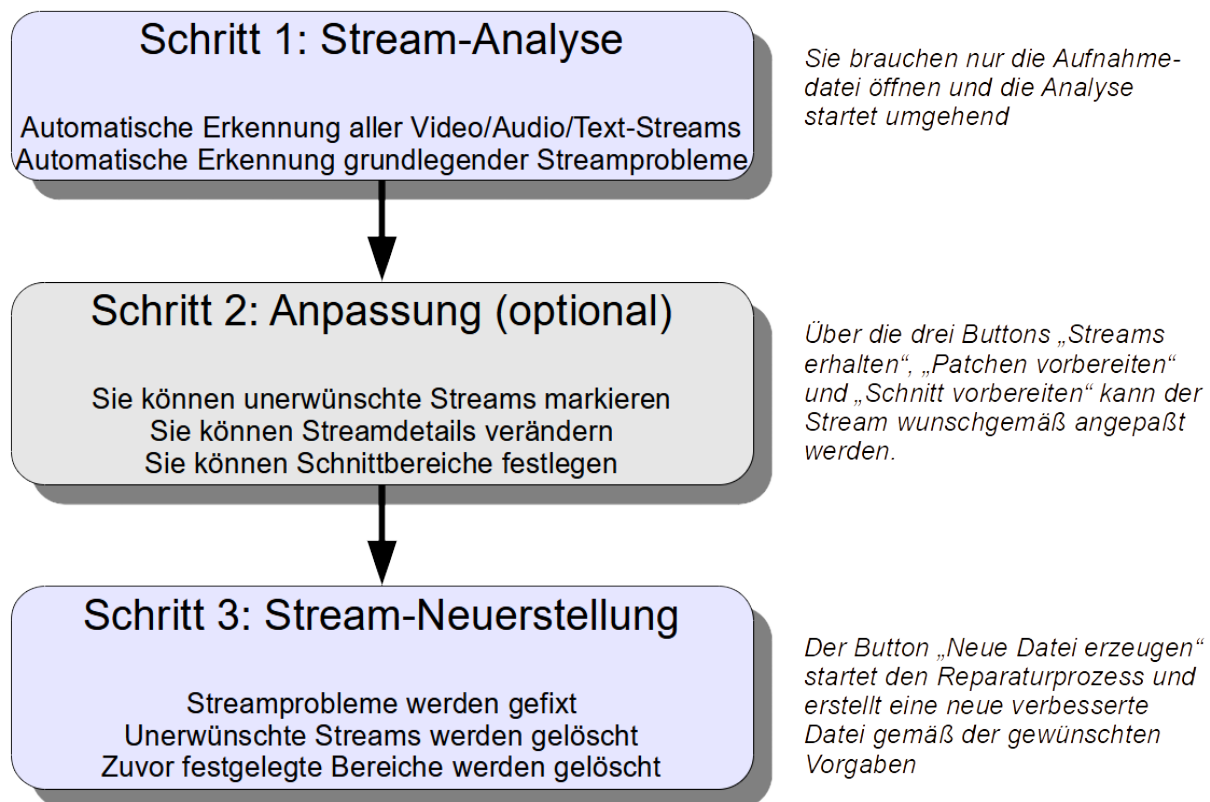 Schritt 1: Stream-Analyse
Automatische Erkennung aller Video/Audio/Text-Streams
Automatische Erkennung grundlegender Streamprobleme
Sie brauchen nur die Aufnahme-
datei öffnen und die Analyse
startet umgehend
Schritt 2: Anpassung (optional)
Sie können unerwünschte Streams markieren
Sie können Streamdetails verändern
Sie können Schnittbereiche festlegen
Über die drei Buttons „Streams
erhalten“, „Patchen vorbereiten“
und „Schnitt vorbereiten“ kann der
Stream wunschgemäß angepaßt
werden.
Schritt 3: Stream-Neuerstellung
Streamprobleme werden gefixt
Unerwünschte Streams werden gelöscht
Zuvor festgelegte Bereiche werden gelöscht
Der Button „Neue Datei erzeugen“
startet den Reparaturprozess und
erstellt eine neue verbesserte
Datei gemäß der gewünschten
Vorgaben